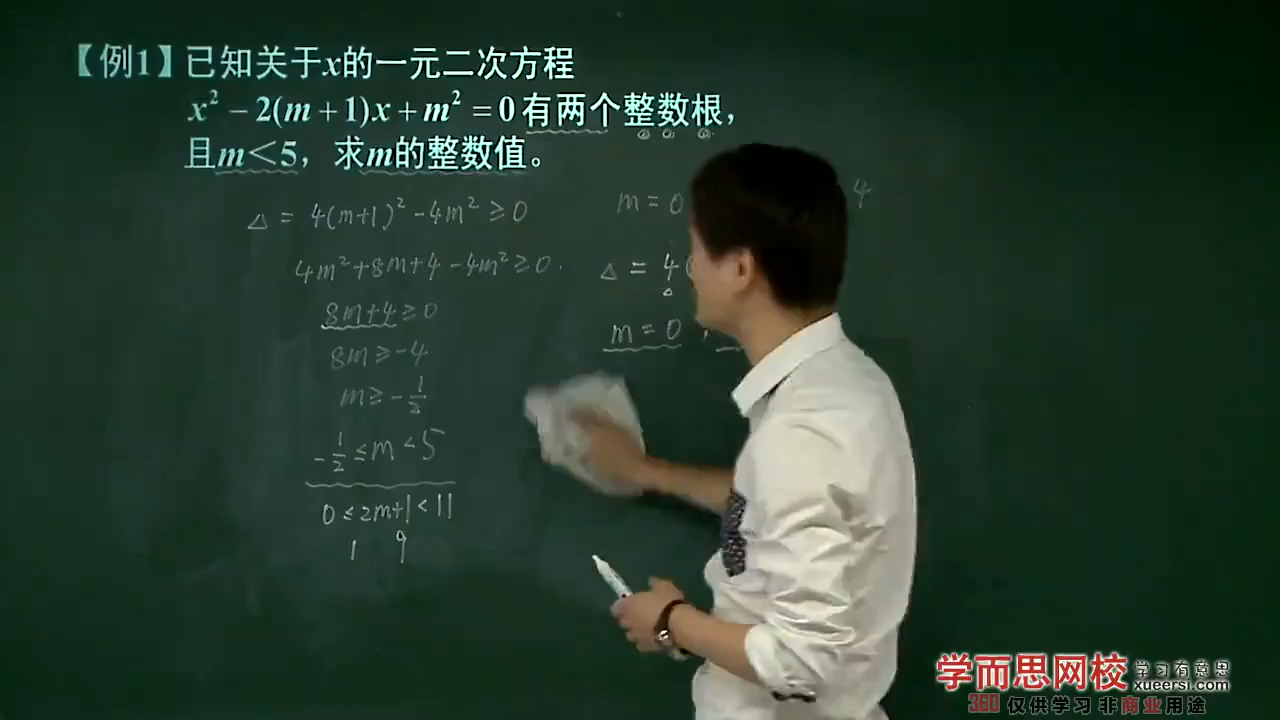 【例1】已知关于x的一元二次方程
x² − 2(m + 1)x + m² = 0 有两个整数根，
且m＜5，求m的整数值。
△ = 4(m+1)² − 4m² ≥ 0
4m² + 8m + 4 − 4m² ≥ 0.
8m + 4 ≥ 0
8m ≥ −4
m ≥ −1/2
−1/2 ≤ m < 5
0 ≤ 2m+1 < 11
1 9
m = 0 4
△ = 4(
m = 0 ,
学而思网校 学习有意思
xueersi.com
360 仅供学习 非商业用途